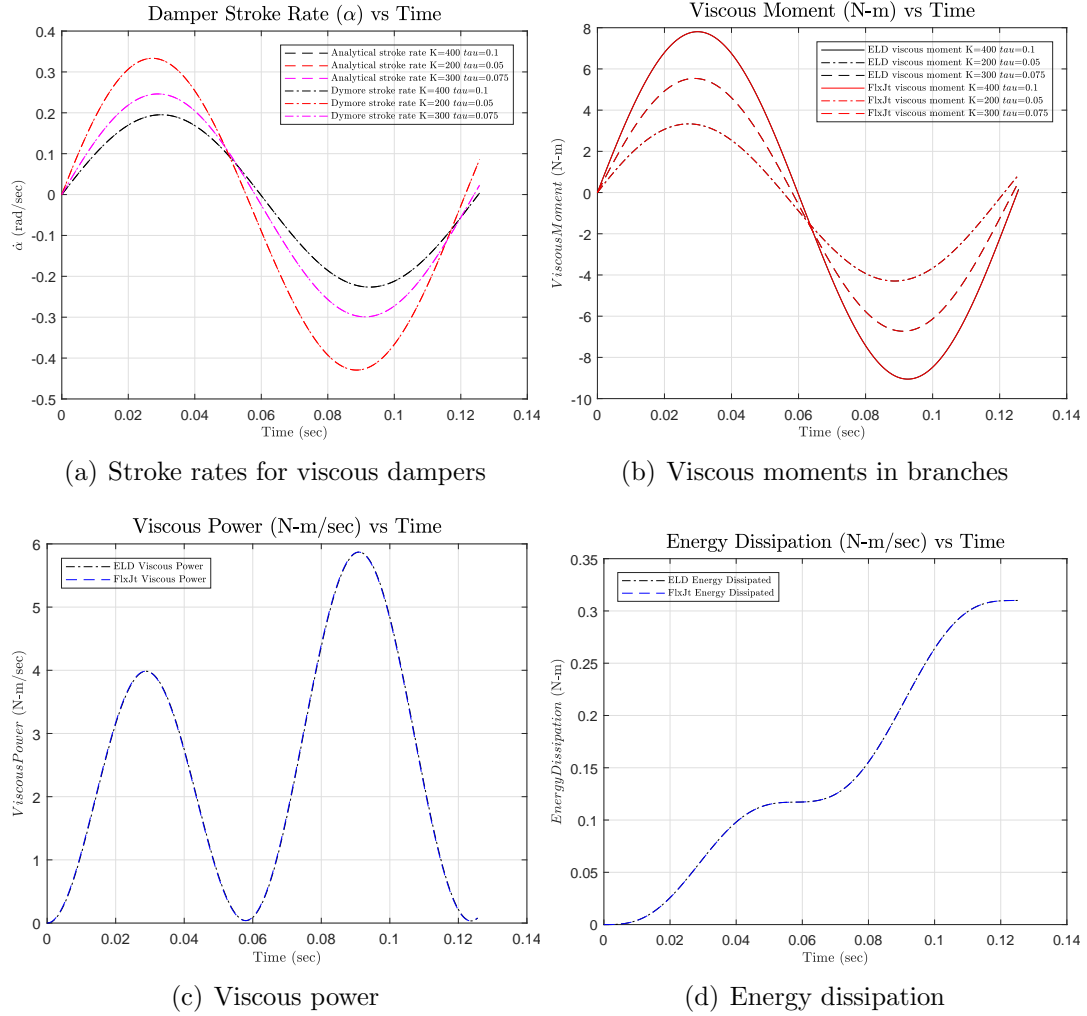 Damper Stroke Rate (α) vs Time
Analytical stroke rate K=400 tau=0.1
Analytical stroke rate K=200 tau=0.05
Analytical stroke rate K=300 tau=0.075
Dymore stroke rate K=400 tau=0.1
Dymore stroke rate K=200 tau=0.05
Dymore stroke rate K=300 tau=0.075
0.4
0.3
0.2
0.1
0
-0.1
-0.2
-0.3
-0.4
-0.5
α̇ (rad/sec)
0 0.02 0.04 0.06 0.08 0.1 0.12 0.14
Time (sec)
(a) Stroke rates for viscous dampers
Viscous Moment (N-m) vs Time
ELD viscous moment K=400 tau=0.1
ELD viscous moment K=200 tau=0.05
ELD viscous moment K=300 tau=0.075
FlxJt viscous moment K=400 tau=0.1
FlxJt viscous moment K=200 tau=0.05
FlxJt viscous moment K=300 tau=0.075
8
6
4
2
0
-2
-4
-6
-8
-10
ViscousMoment (N-m)
0 0.02 0.04 0.06 0.08 0.1 0.12 0.14
Time (sec)
(b) Viscous moments in branches
Viscous Power (N-m/sec) vs Time
ELD Viscous Power
FlxJt Viscous Power
6
5
4
3
2
1
0
ViscousPower (N-m/sec)
0 0.02 0.04 0.06 0.08 0.1 0.12 0.14
Time (sec)
(c) Viscous power
Energy Dissipation (N-m/sec) vs Time
ELD Energy Dissipated
FlxJt Energy Dissipated
0.35
0.3
0.25
0.2
0.15
0.1
0.05
0
EnergyDissipation (N-m)
0 0.02 0.04 0.06 0.08 0.1 0.12 0.14
Time (sec)
(d) Energy dissipation